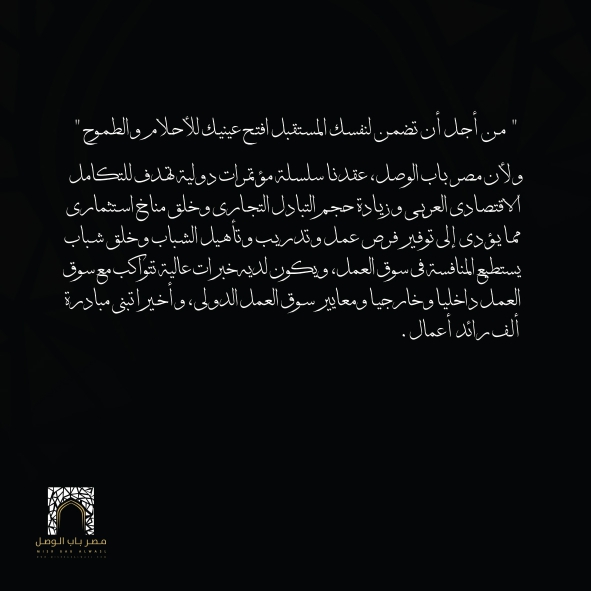 " من أجل أن تضمن لنفسك المستقبل افتح عينيك للأحلام والطموح "
ولأن مصر باب الوصل، عقدنا سلسلة مؤتمرات دولية تهدف للتكامل
الاقتصادى العربى وزيادة حجم التبادل التجارى وخلق مناخ استثمارى
مما يؤدى إلى توفير فرص عمل وتدريب وتأهيل الشباب وخلق شباب
يستطيع المنافسة فى سوق العمل، ويكون لديه خبرات عالية تتواكب مع سوق
العمل داخليا وخارجيا ومعايير سوق العمل الدولى، وأخيرا تبنى مبادرة
ألف رائد أعمال .
مصر باب الوصل
MISR BAB ALWASL